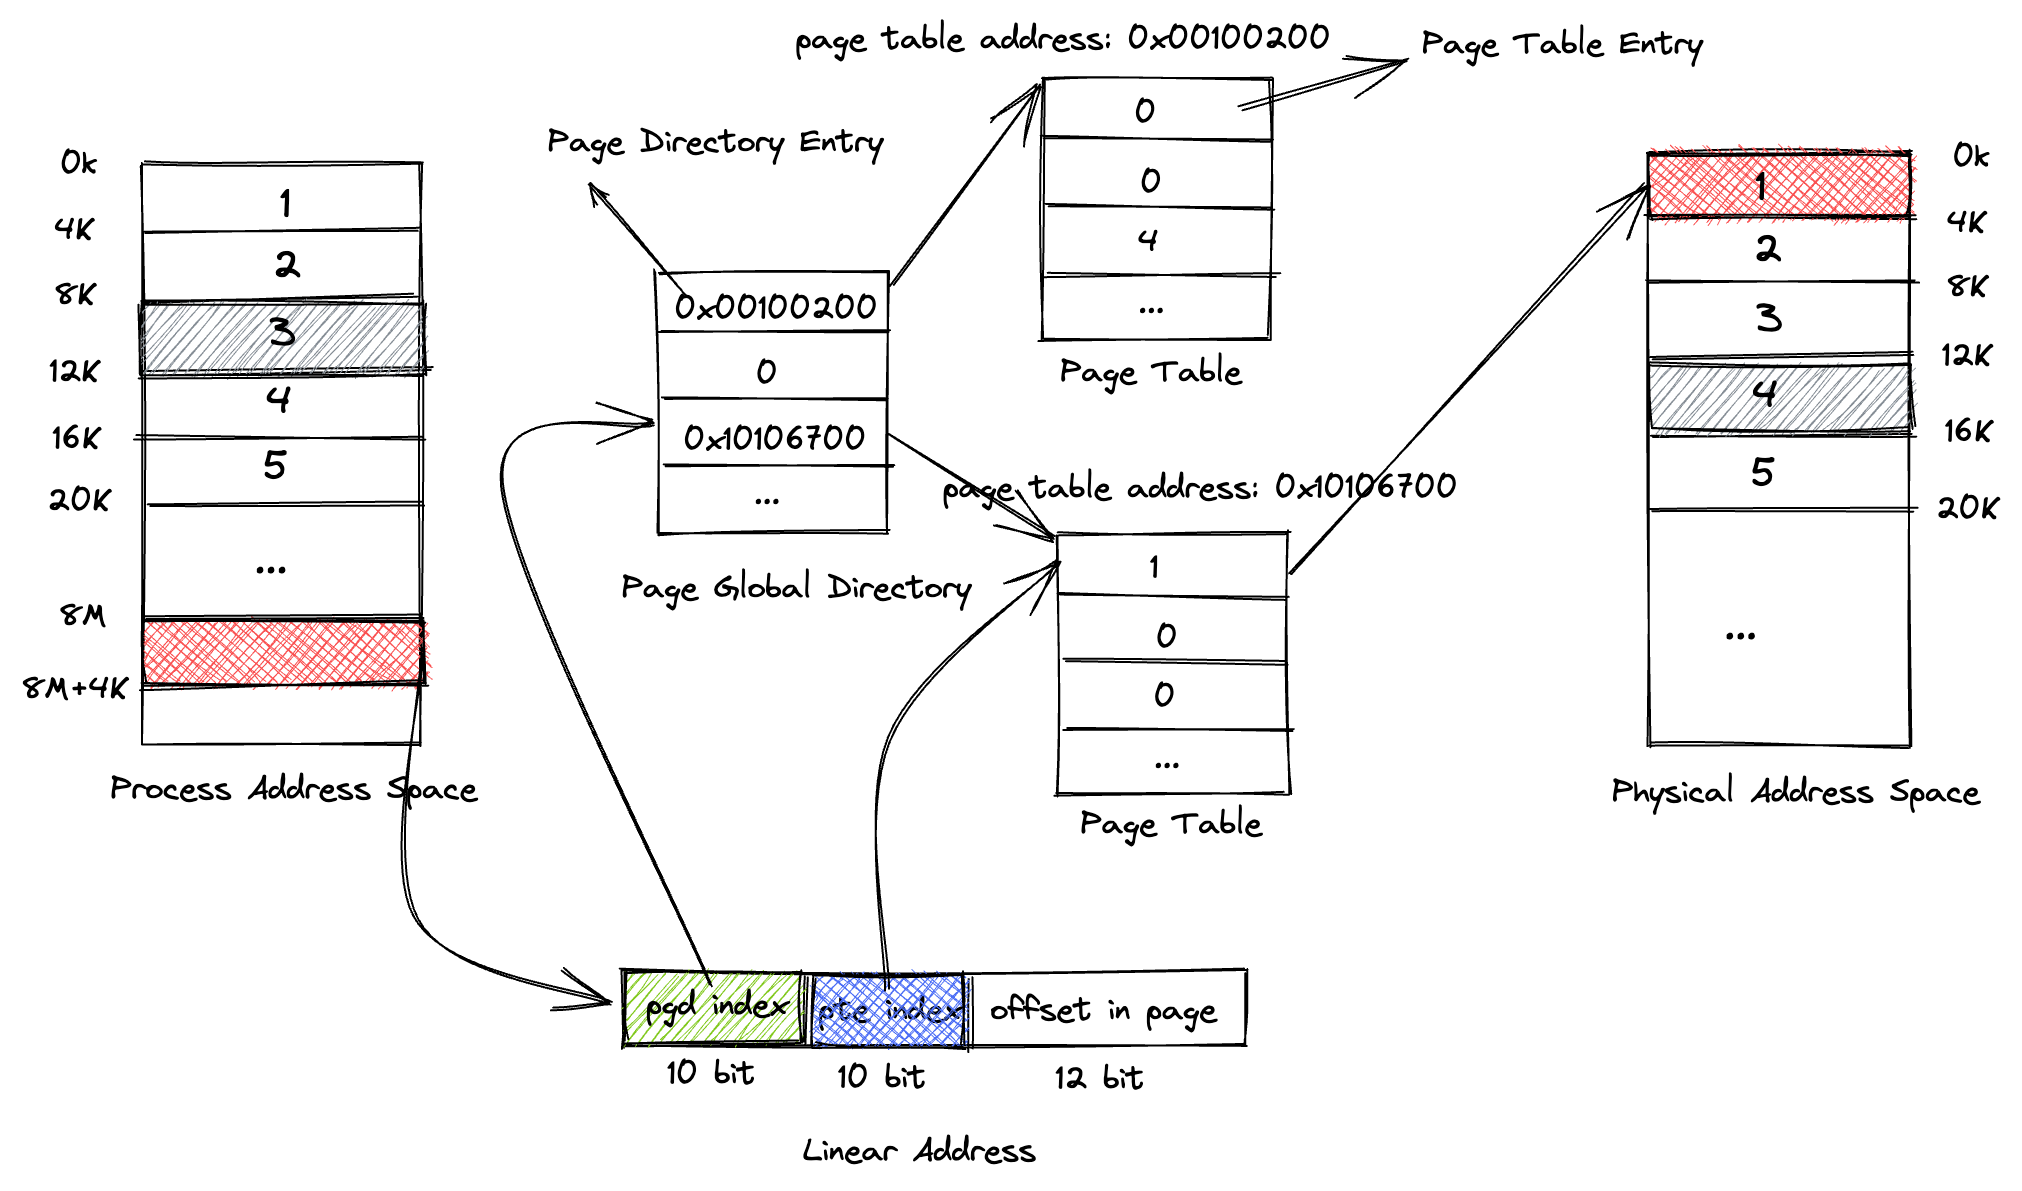 page table address: 0x00100200
Page Table Entry
0
0
4
...
Page Table
Page Directory Entry
0x00100200
0
0x10106700
...
Page Global Directory
page table address: 0x10106700
1
0
0
...
Page Table
0k
4K
8K
12K
16K
20K
8M
8M+4K
1
2
3
4
5
...
Process Address Space
1
2
3
4
5
...
0k
4K
8K
12K
16K
20K
Physical Address Space
pgd index
pte index
offset in page
10 bit
10 bit
12 bit
Linear Address